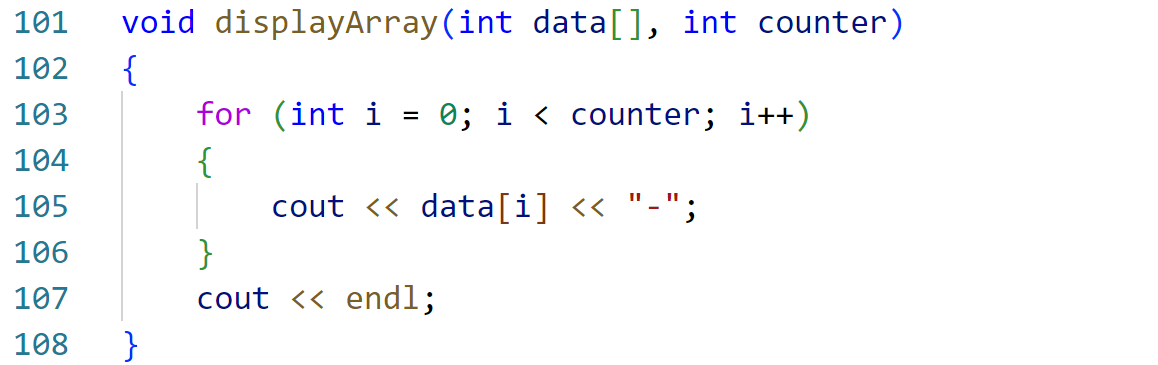 101 void displayArray(int data[], int counter)
102 {
103 for (int i = 0; i < counter; i++)
104 {
105 cout << data[i] << "-";
106 }
107 cout << endl;
108 }